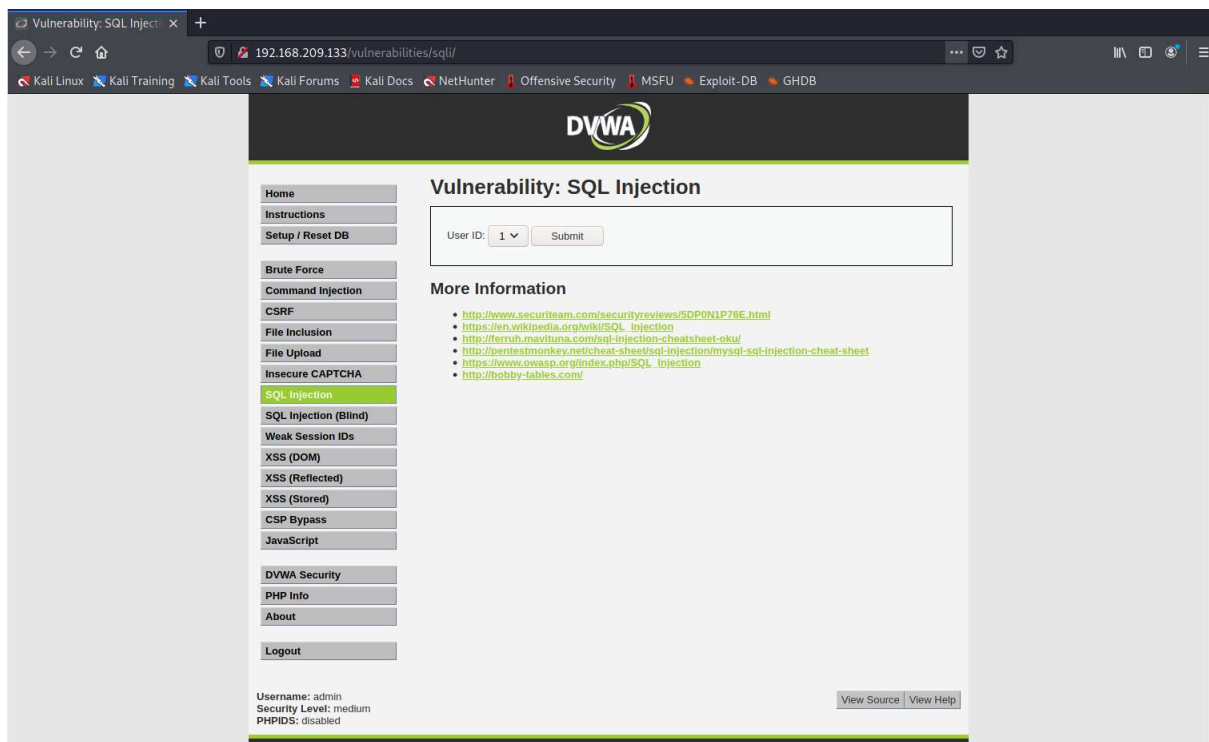 Vulnerability: SQL Injecti
192.168.209.133/vulnerabilities/sqli/
Kali Linux Kali Training Kali Tools Kali Forums Kali Docs NetHunter Offensive Security MSFU Exploit-DB GHDB
DVWA
Home
Instructions
Setup / Reset DB
Brute Force
Command Injection
CSRF
File Inclusion
File Upload
Insecure CAPTCHA
SQL Injection
SQL Injection (Blind)
Weak Session IDs
XSS (DOM)
XSS (Reflected)
XSS (Stored)
CSP Bypass
JavaScript
DVWA Security
PHP Info
About
Logout
Vulnerability: SQL Injection
User ID: 1 Submit
More Information
http://www.securiteam.com/securityreviews/5DP0N1P76E.html
https://en.wikipedia.org/wiki/SQL_injection
http://ferruh.mavituna.com/sql-injection-cheatsheet-oku/
http://pentestmonkey.net/cheat-sheet/sql-injection/mysql-sql-injection-cheat-sheet
https://www.owasp.org/index.php/SQL_Injection
http://bobby-tables.com/
Username: admin
Security Level: medium
PHPIDS: disabled
View Source View Help